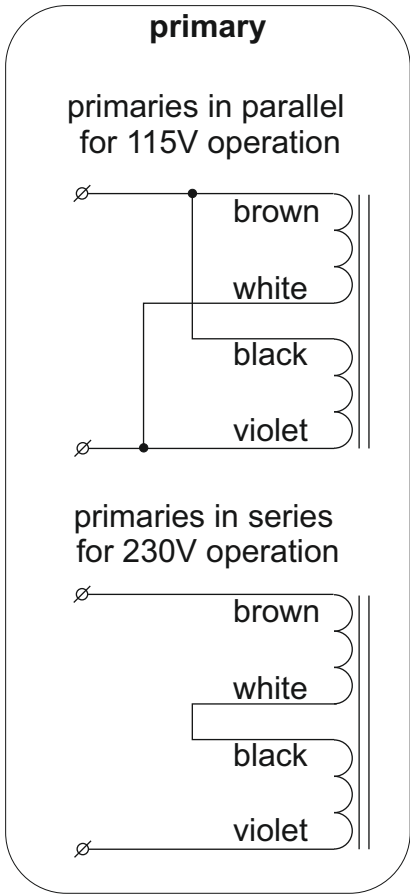 primary
primaries in parallel
for 115V operation
brown
white
black
violet
primaries in series
for 230V operation
brown
white
black
violet